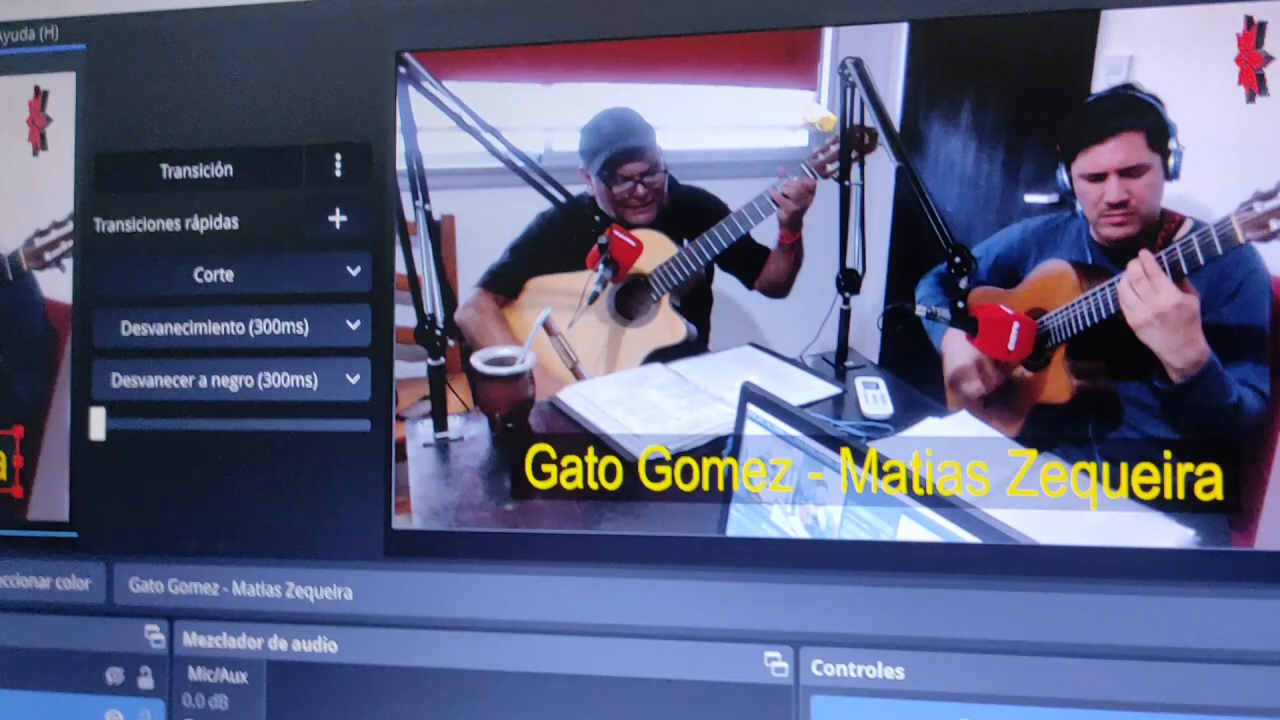 Ayuda (H)
Transición
Transiciones rápidas
Corte
Desvanecimiento (300ms)
Desvanecer a negro (300ms)
Gato Gomez - Matias Zequeira
color
Gato Gomez - Matias Zequeira
Mezclador de audio
Mic/Aux
0.0 dB
Controles